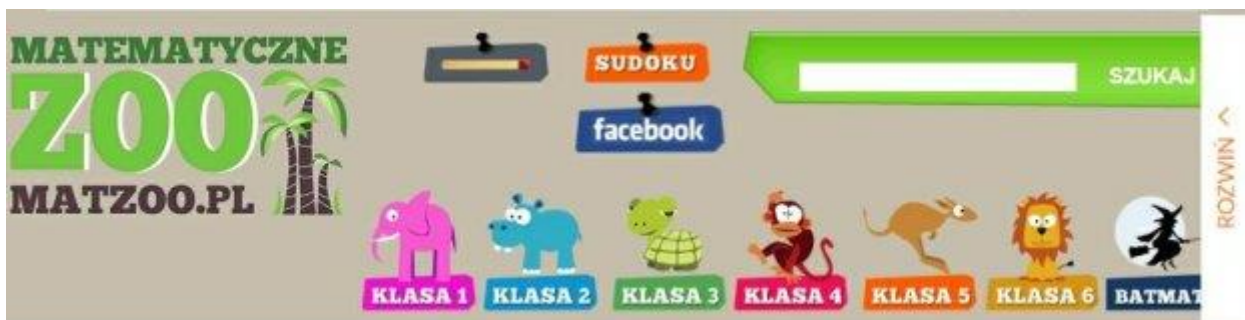 MATEMATYCZNE
ZOO
MATZOO.PL
SUDOKU
facebook
SZUKAJ
ROZWIŃ
KLASA 1
KLASA 2
KLASA 3
KLASA 4
KLASA 5
KLASA 6
BATMAT